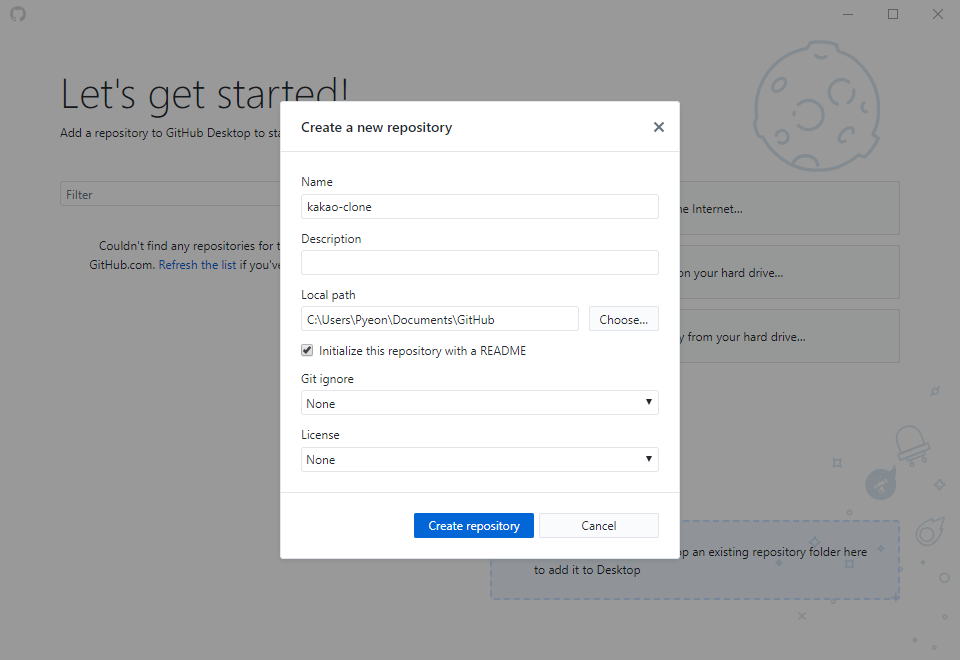 Let's get started!
Add a repository to GitHub Desktop to sta
Filter
Couldn't find any repositories for t
GitHub.com. Refresh the list if you've
Create a new repository
Name
kakao-clone
Description
Local path
C:\Users\Pyeon\Documents\GitHub
Choose...
Initialize this repository with a README
Git ignore
None
License
None
Create repository
Cancel
he Internet...
on your hard drive...
y from your hard drive...
op an existing repository folder here
to add it to Desktop